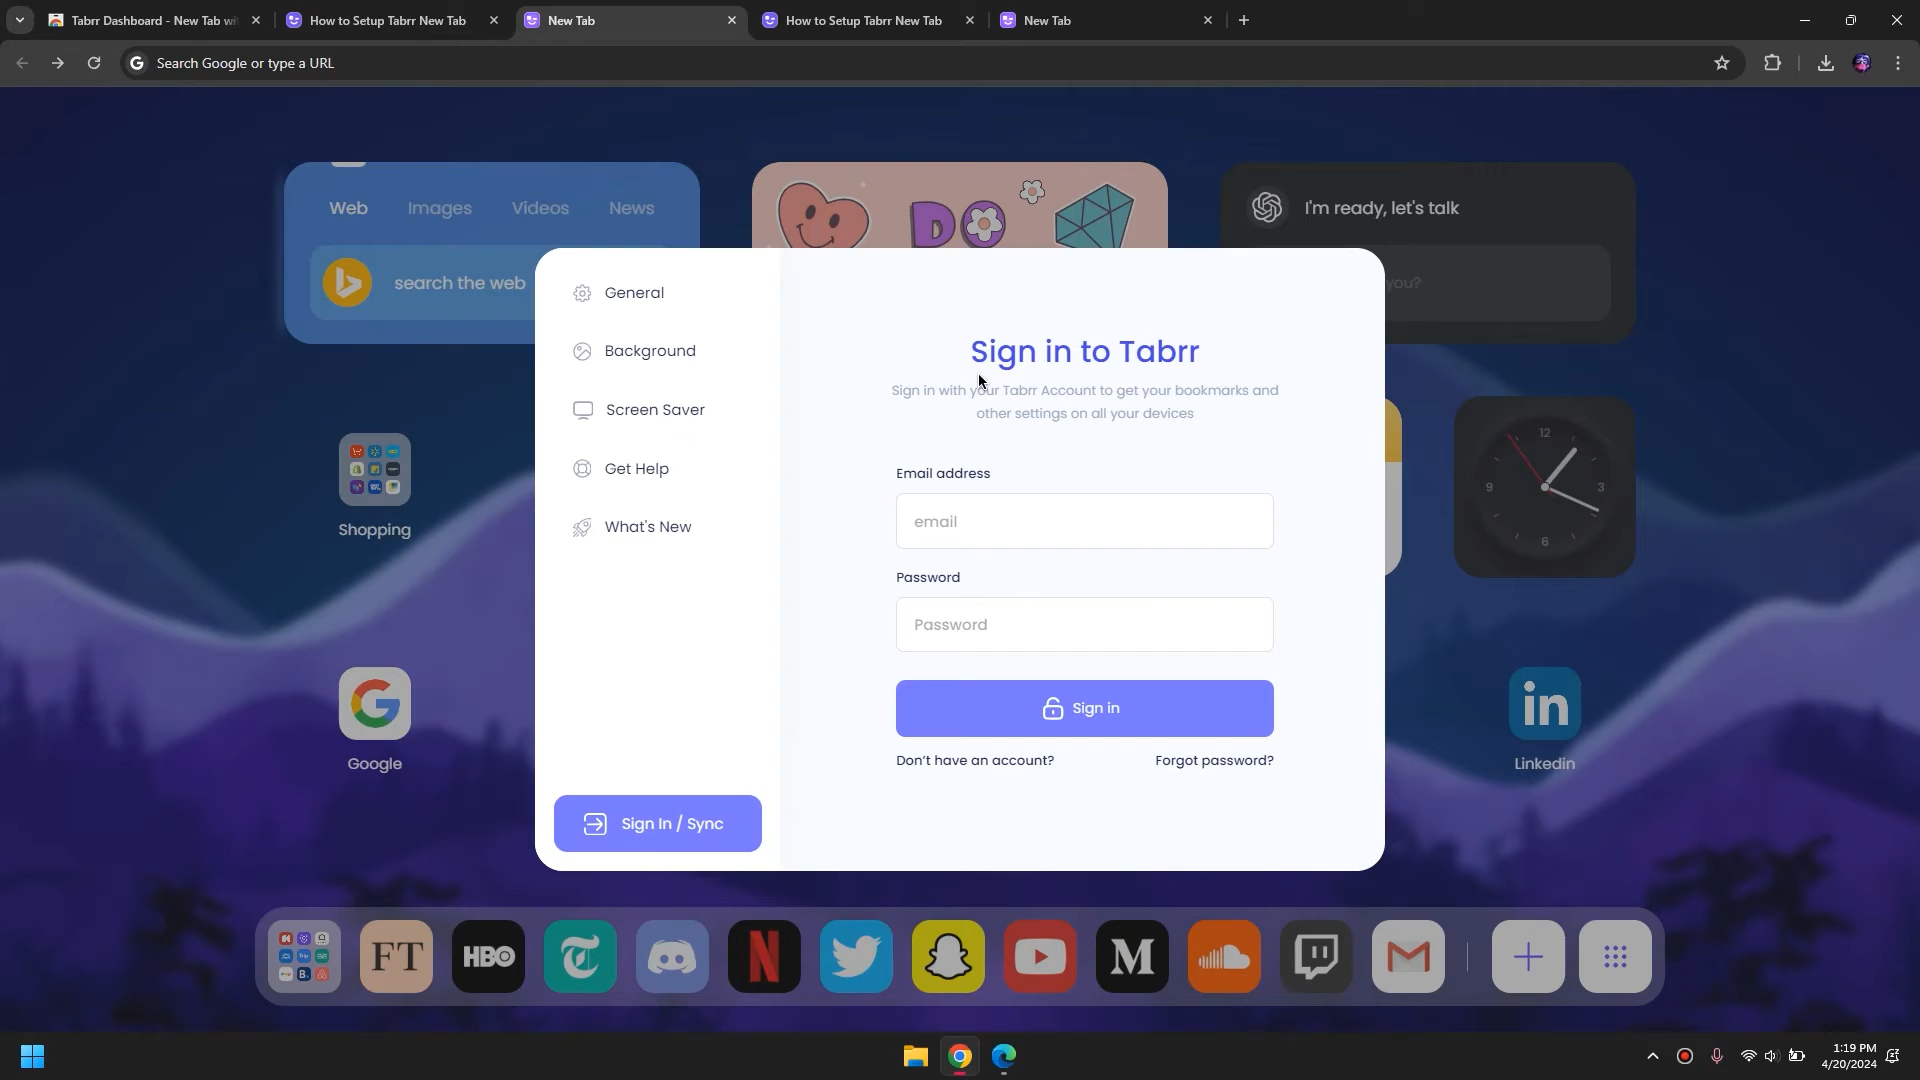 Tabrr Dashboard - New Tab wi
How to Setup Tabrr New Tab
New Tab
How to Setup Tabrr New Tab
New Tab
Search Google or type a URL
Web Images Videos News
search the web
DO
I'm ready, let's talk
you?
General
Background
Screen Saver
Get Help
What's New
Sign In / Sync
Sign in to Tabrr
Sign in with your Tabrr Account to get your bookmarks and
other settings on all your devices
Email address
email
Password
Password
Sign in
Don't have an account? Forgot password?
Shopping
12
9 3
6
Google
Linkedin
FT
HBO
1:19 PM
4/20/2024